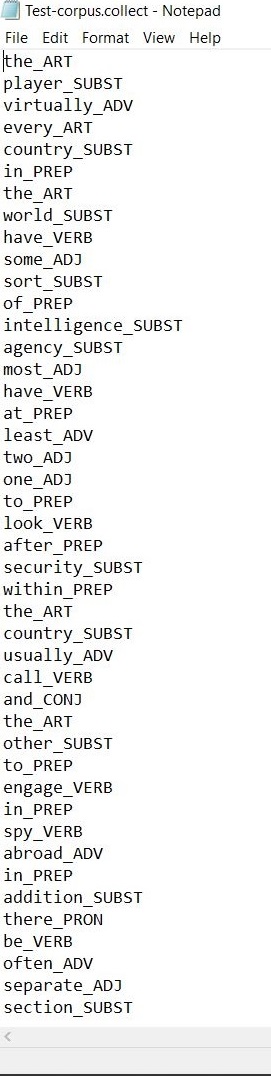 Test-corpus.collect - Notepad
File Edit Format View Help
the_ART
player_SUBST
virtually_ADV
every_ART
country_SUBST
in_PREP
the_ART
world_SUBST
have_VERB
some_ADJ
sort_SUBST
of_PREP
intelligence_SUBST
agency_SUBST
most_ADJ
have_VERB
at_PREP
least_ADV
two_ADJ
one_ADJ
to_PREP
look_VERB
after_PREP
security_SUBST
within_PREP
the_ART
country_SUBST
usually_ADV
call_VERB
and_CONJ
the_ART
other_SUBST
to_PREP
engage_VERB
in_PREP
spy_VERB
abroad_ADV
in_PREP
addition_SUBST
there_PRON
be_VERB
often_ADV
separate_ADJ
section_SUBST